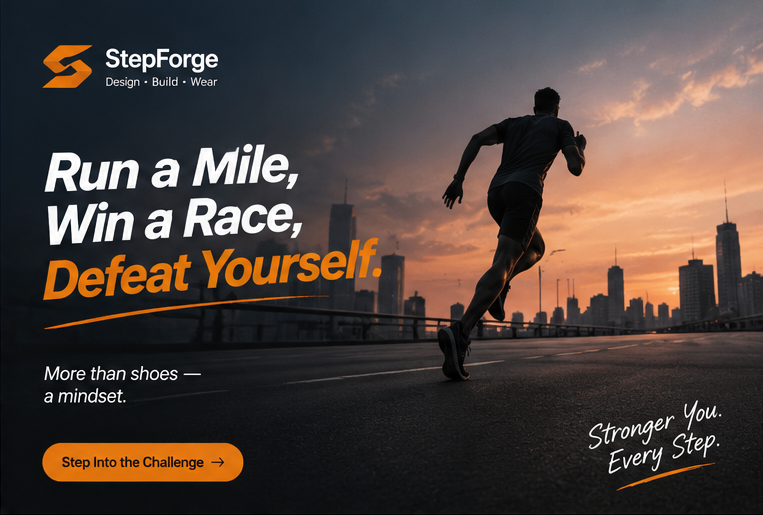 StepForge
Design • Build • Wear
Run a Mile,
Win a Race,
Defeat Yourself.
More than shoes —
a mindset.
Step Into the Challenge →
Stronger You.
Every Step.